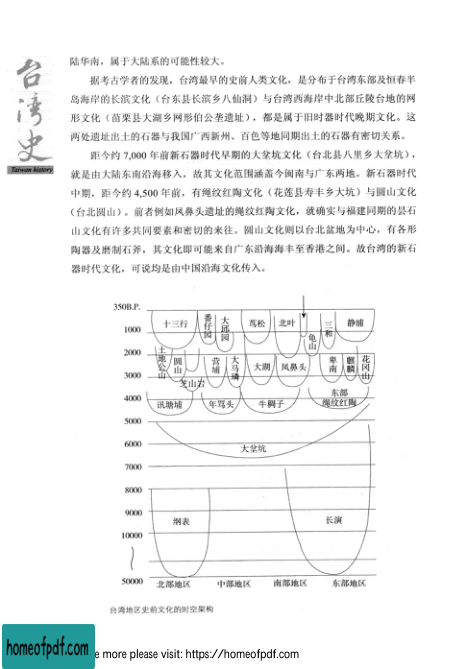 台湾史
Taiwan history
陆华南，属于大陆系的可能性较大。
据考古学者的发现，台湾最早的史前人类文化，是分布于台湾东部及恒春半
岛海岸的长滨文化（台东县长滨乡八仙洞）与台湾西海岸中北部丘陵台地的网
形文化（苗栗县大湖乡网形伯公垄遗址），都是属于旧时器时代晚期文化。这
两处遗址出土的石器与我国广西新州、百色等地同期出土的石器有密切关系。
距今约 7,000 年前新石器时代早期的大坌坑文化（台北县八里乡大坌坑），
就是由大陆东南沿海移入，故其文化范围涵盖今闽南与广东两地。新石器时代
中期，距今约 4,500 年前，有绳纹红陶文化（花莲县寿丰乡大坑）与圆山文化
（台北圆山）。前者例如凤鼻头遗址的绳纹红陶文化，就确实与福建同期的昙石
山文化有许多共同要素和密切的来往。圆山文化则以台北盆地为中心，有各形
陶器及磨制石斧，其文化即可能来自广东沿海海丰至香港之间。故台湾的新石
器时代文化，可说均是由中国沿海文化传入。
350B.P.
十三行
番仔园
大邱园
茑松
北叶
龟山
三和
静浦
1000
2000
土地公山
圆山
芝山岩
营埔
大马璘
大湖
凤鼻头
卑南
麒麟
花冈山
3000
4000
讯塘埔
年骂头
牛稠子
东部
绳纹红陶
5000
大坌坑
6000
7000
8000
9000
纲表
长演
10000
50000
北部地区
中部地区
南部地区
东部地区
台湾地区史前文化的时空架构
homeofpdf.com
e more please visit: https://homeofpdf.com